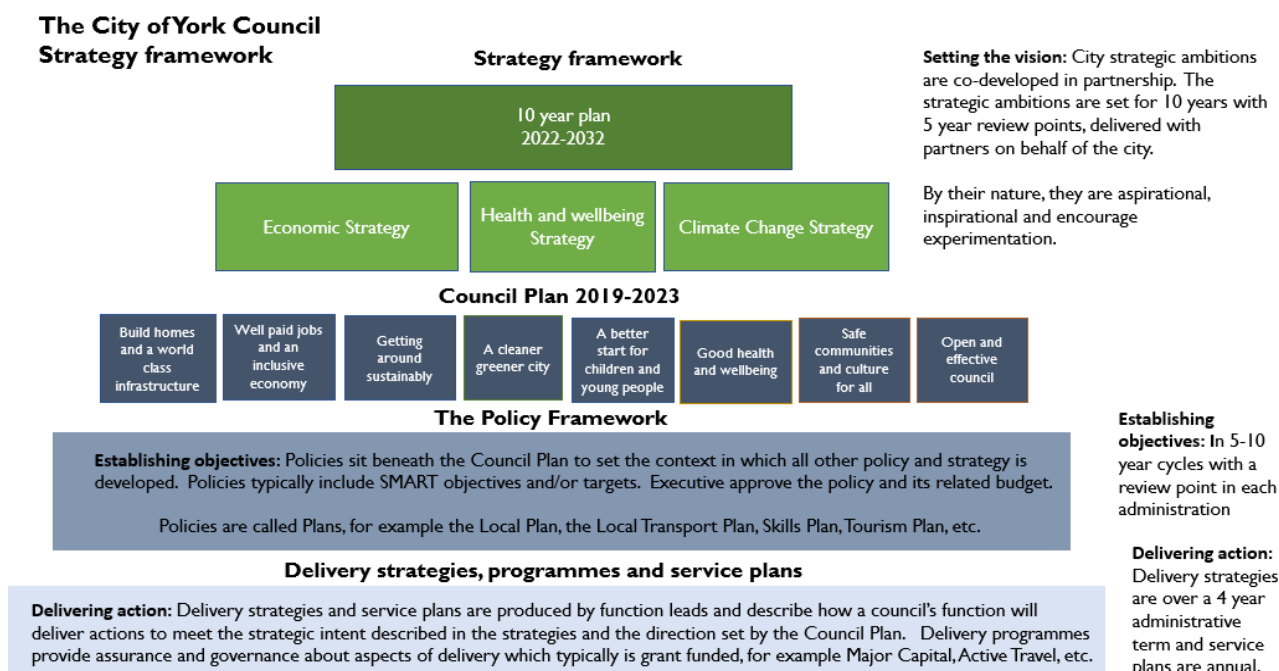 The City of York Council
Strategy framework
Strategy framework
10 year plan
2022-2032
Economic Strategy
Health and wellbeing
Strategy
Climate Change Strategy
Setting the vision: City strategic ambitions
are co-developed in partnership. The
strategic ambitions are set for 10 years with
5 year review points, delivered with
partners on behalf of the city.
By their nature, they are aspirational,
inspirational and encourage
experimentation.
Council Plan 2019-2023
Build homes
and a world
class
infrastructure
Well paid jobs
and an
inclusive
economy
Getting
around
sustainably
A cleaner
greener city
A better
start for
children and
young people
Good health
and wellbeing
Safe
communities
and culture
for all
Open and
effective
council
The Policy Framework
Establishing objectives: Policies sit beneath the Council Plan to set the context in which all other policy and strategy is
developed. Policies typically include SMART objectives and/or targets. Executive approve the policy and its related budget.
Policies are called Plans, for example the Local Plan, the Local Transport Plan, Skills Plan, Tourism Plan, etc.
Establishing
objectives: In 5-10
year cycles with a
review point in each
administration
Delivery strategies, programmes and service plans
Delivering action: Delivery strategies and service plans are produced by function leads and describe how a council's function will
deliver actions to meet the strategic intent described in the strategies and the direction set by the Council Plan. Delivery programmes
provide assurance and governance about aspects of delivery which typically is grant funded, for example Major Capital, Active Travel, etc.
Delivering action:
Delivery strategies
are over a 4 year
administrative
term and service
plans are annual.